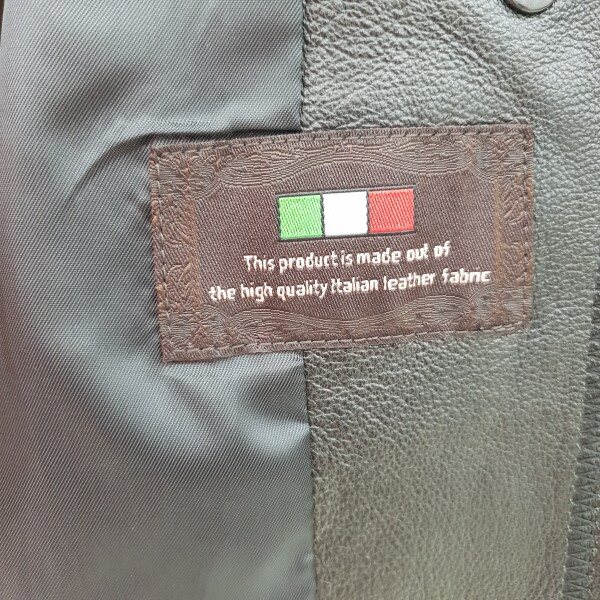 This product is made out of
the high quality Italian leather fabric